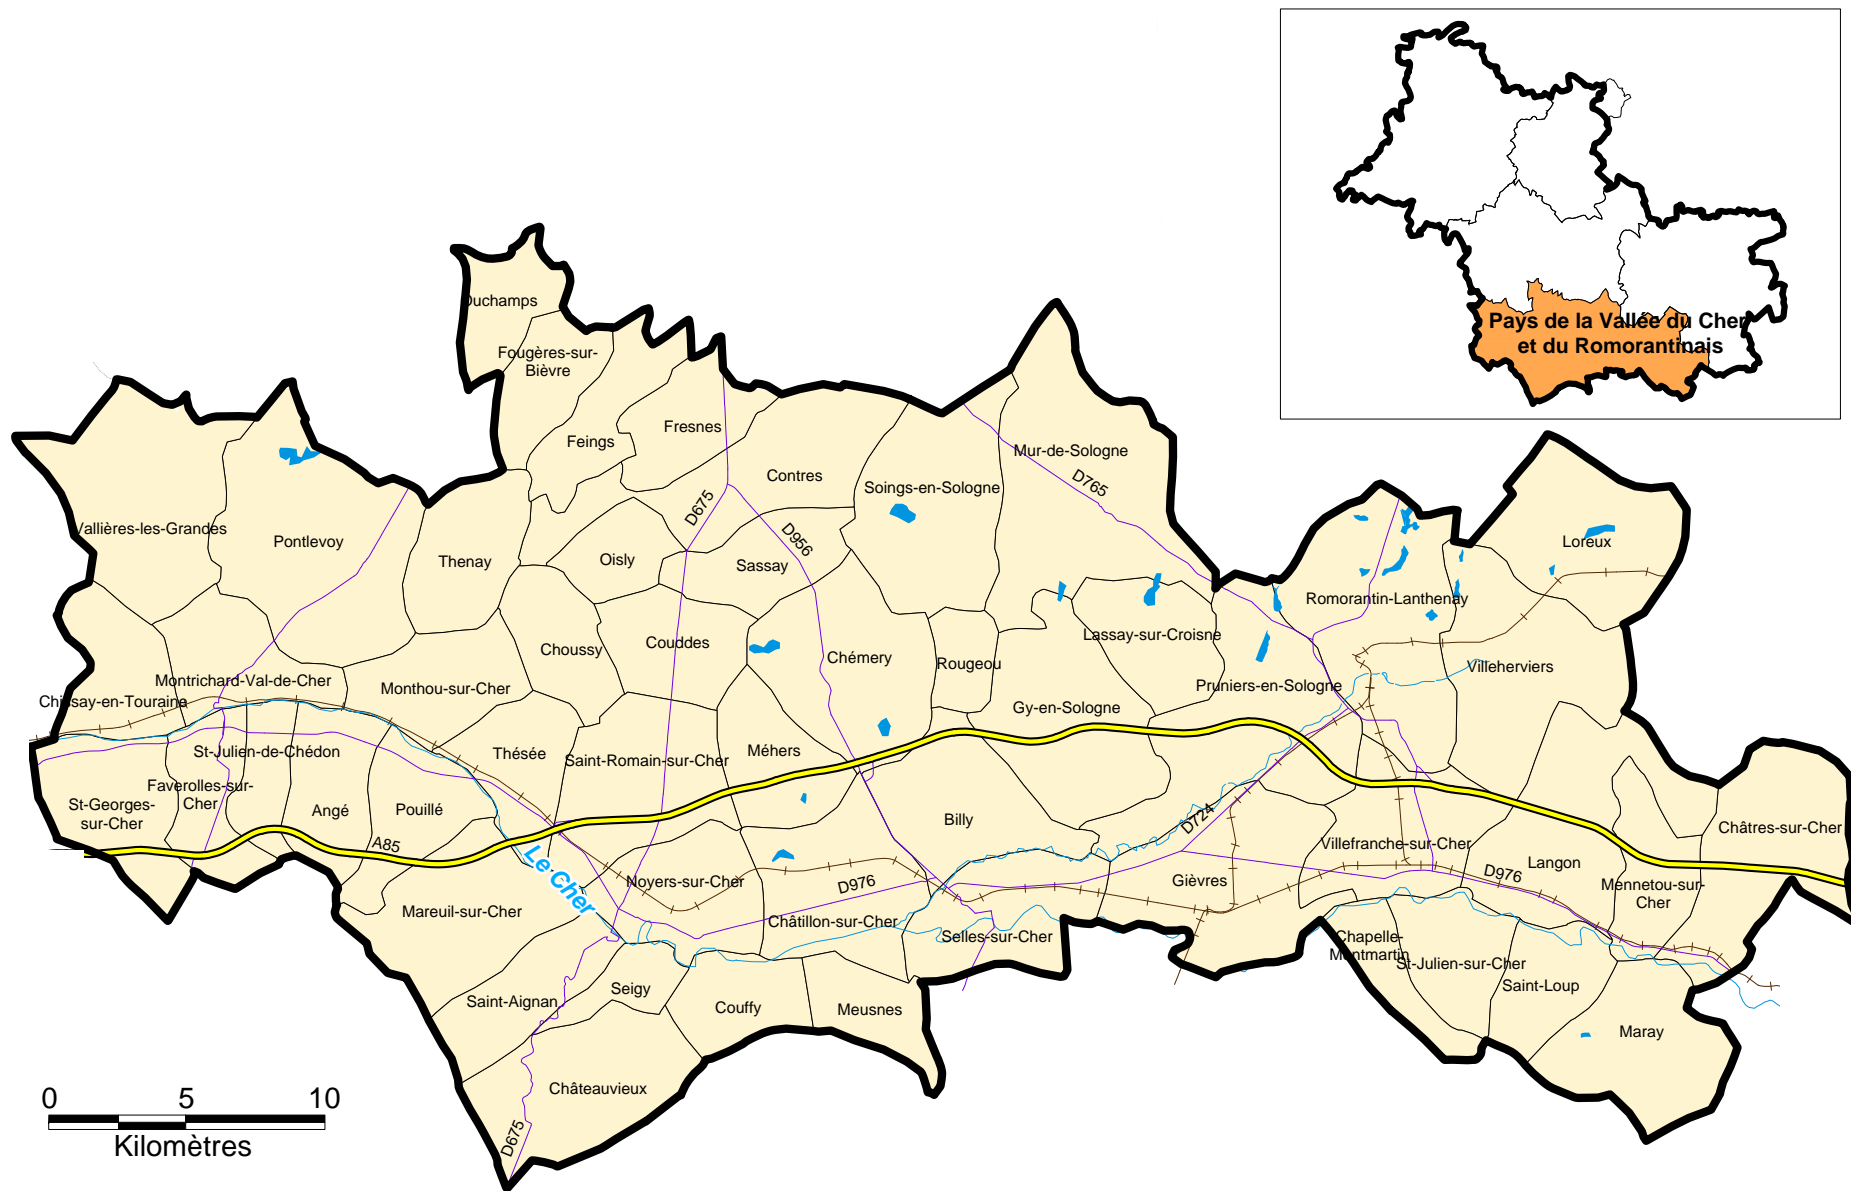 Pays de la Vallée du Cher
et du Romorantinais
Ouchamps
Fougères-sur-
Bièvre
Feings
Fresnes
Contres
Soings-en-Sologne
Mur-de-Sologne
D765
D675
D956
Vallières-les-Grandes
Pontlevoy
Thenay
Oisly
Sassay
Loreux
Romorantin-Lanthenay
Choussy
Couddes
Chémery
Rougeou
Lassay-sur-Croisne
Villeherviers
Chissay-en-Touraine
Montrichard-Val-de-Cher
Monthou-sur-Cher
Gy-en-Sologne
Pruniers-en-Sologne
St-Julien-de-Chédon
Thésée
Saint-Romain-sur-Cher
Méhers
St-Georges-
sur-Cher
Faverolles-sur-
Cher
Angé
Pouillé
A85
Billy
D724
Villefranche-sur-Cher
Châtres-sur-Cher
Langon
Mennetou-sur-
Cher
Le Cher
Noyers-sur-Cher
D976
Gièvres
D976
Mareuil-sur-Cher
Châtillon-sur-Cher
Selles-sur-Cher
Chapelle-
Montmartin
St-Julien-sur-Cher
Saint-Loup
Saint-Aignan
Seigy
Couffy
Meusnes
Maray
Châteauvieux
D675
0 5 10
Kilomètres